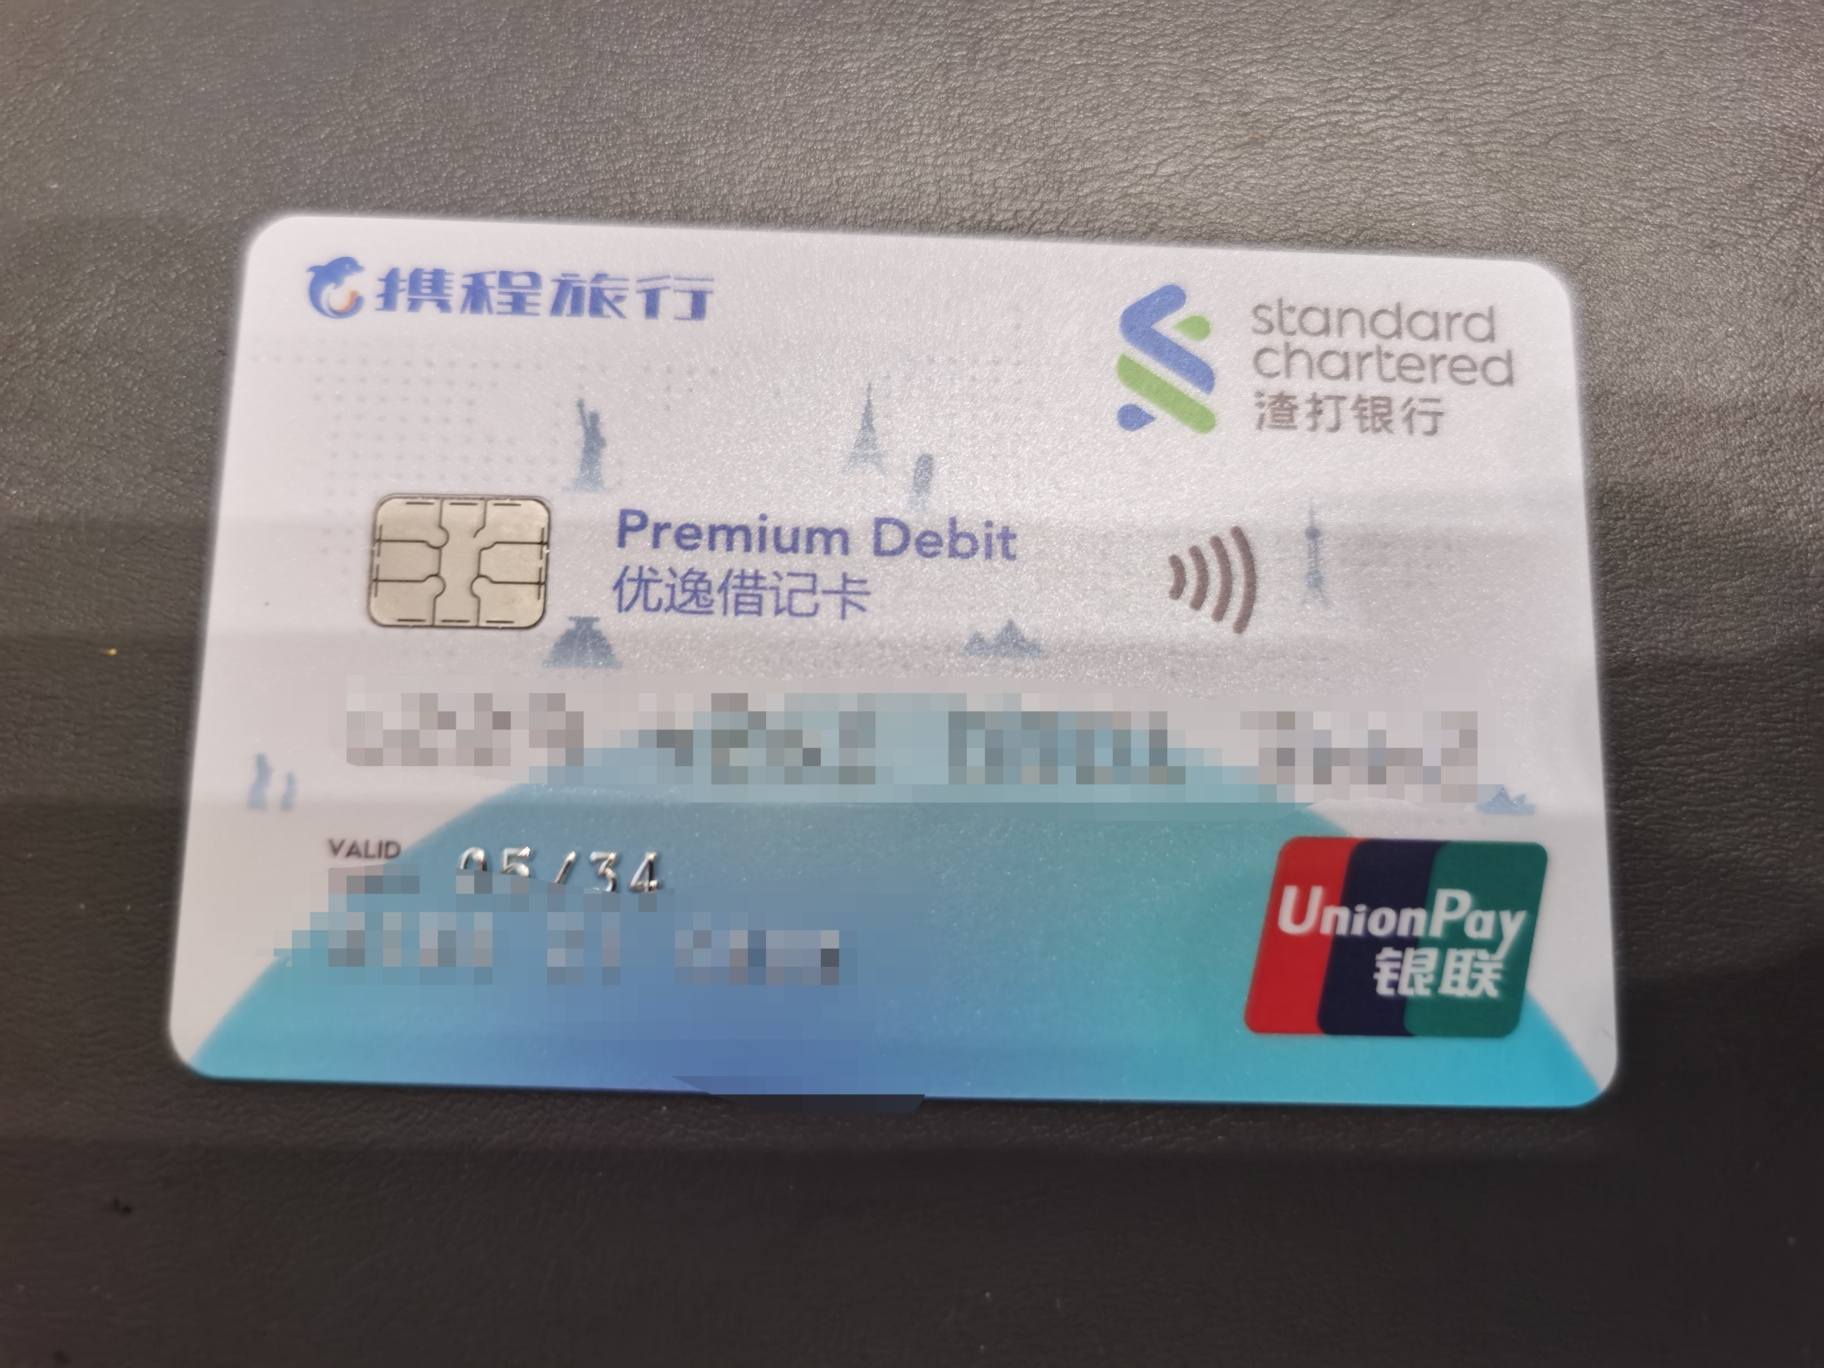 携程旅行
standard
chartered
渣打银行
Premium Debit
优逸借记卡
VALID
05/34
UnionPay
银联